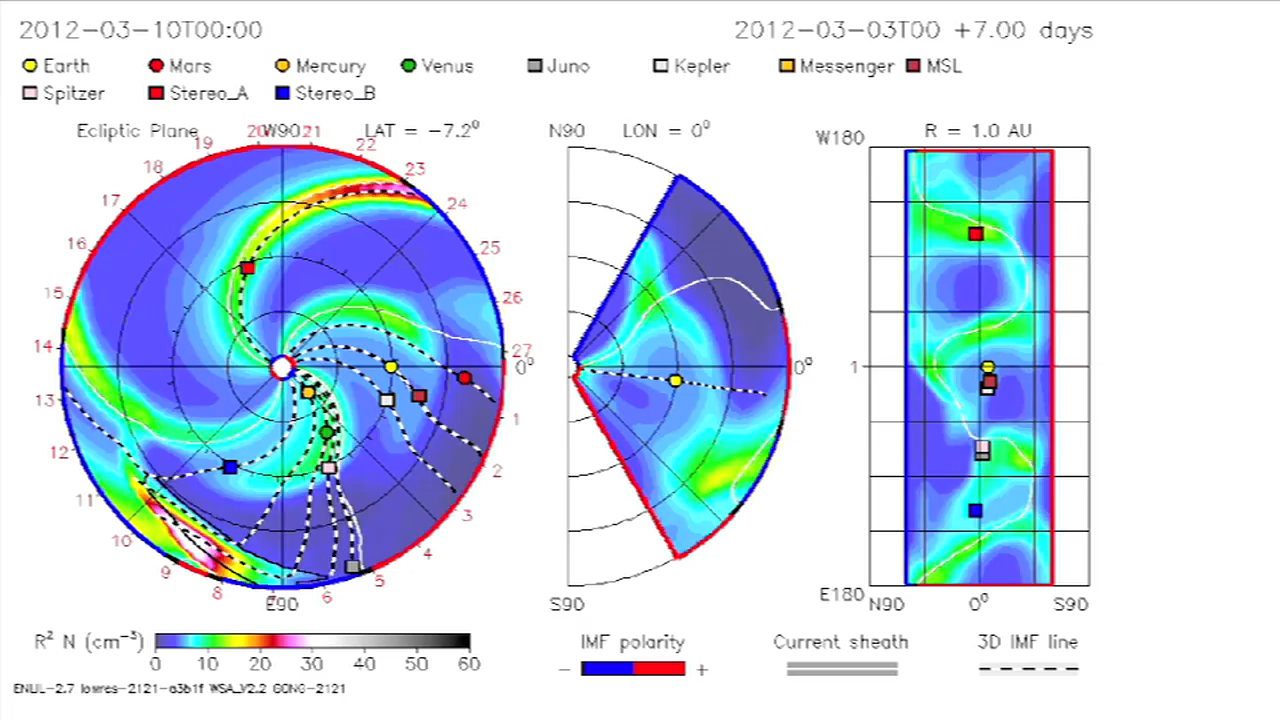 2012-03-10T00:00 2012-03-03T00 +7.00 days
Earth Mars Mercury Venus Juno Kepler Messenger MSL
Spitzer Stereo_A Stereo_B
Ecliptic Plane W90 LAT = -7.2° N90 LON = 0° W180 R = 1.0 AU
19 20 21 22
18 23
17 24
16 25
15 26
14 27 0° 0° 1
13 1
12 2
11 3
10 4
9 5
8 7 6
E90 S90 E180 N90 0° S90
R² N (cm⁻³) IMF polarity Current sheath 3D IMF line
- +
0 10 20 30 40 50 60
ENLIL-2.7 lowres-2121-a3b1f WSA_V2.2 GONG-2121